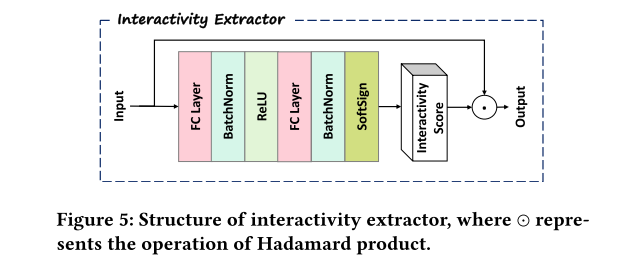 Interactivity Extractor
Input
FC Layer
BatchNorm
ReLU
FC Layer
BatchNorm
SoftSign
Interactivity
Score
Output
Figure 5: Structure of interactivity extractor, where ⊙ repre-
sents the operation of Hadamard product.